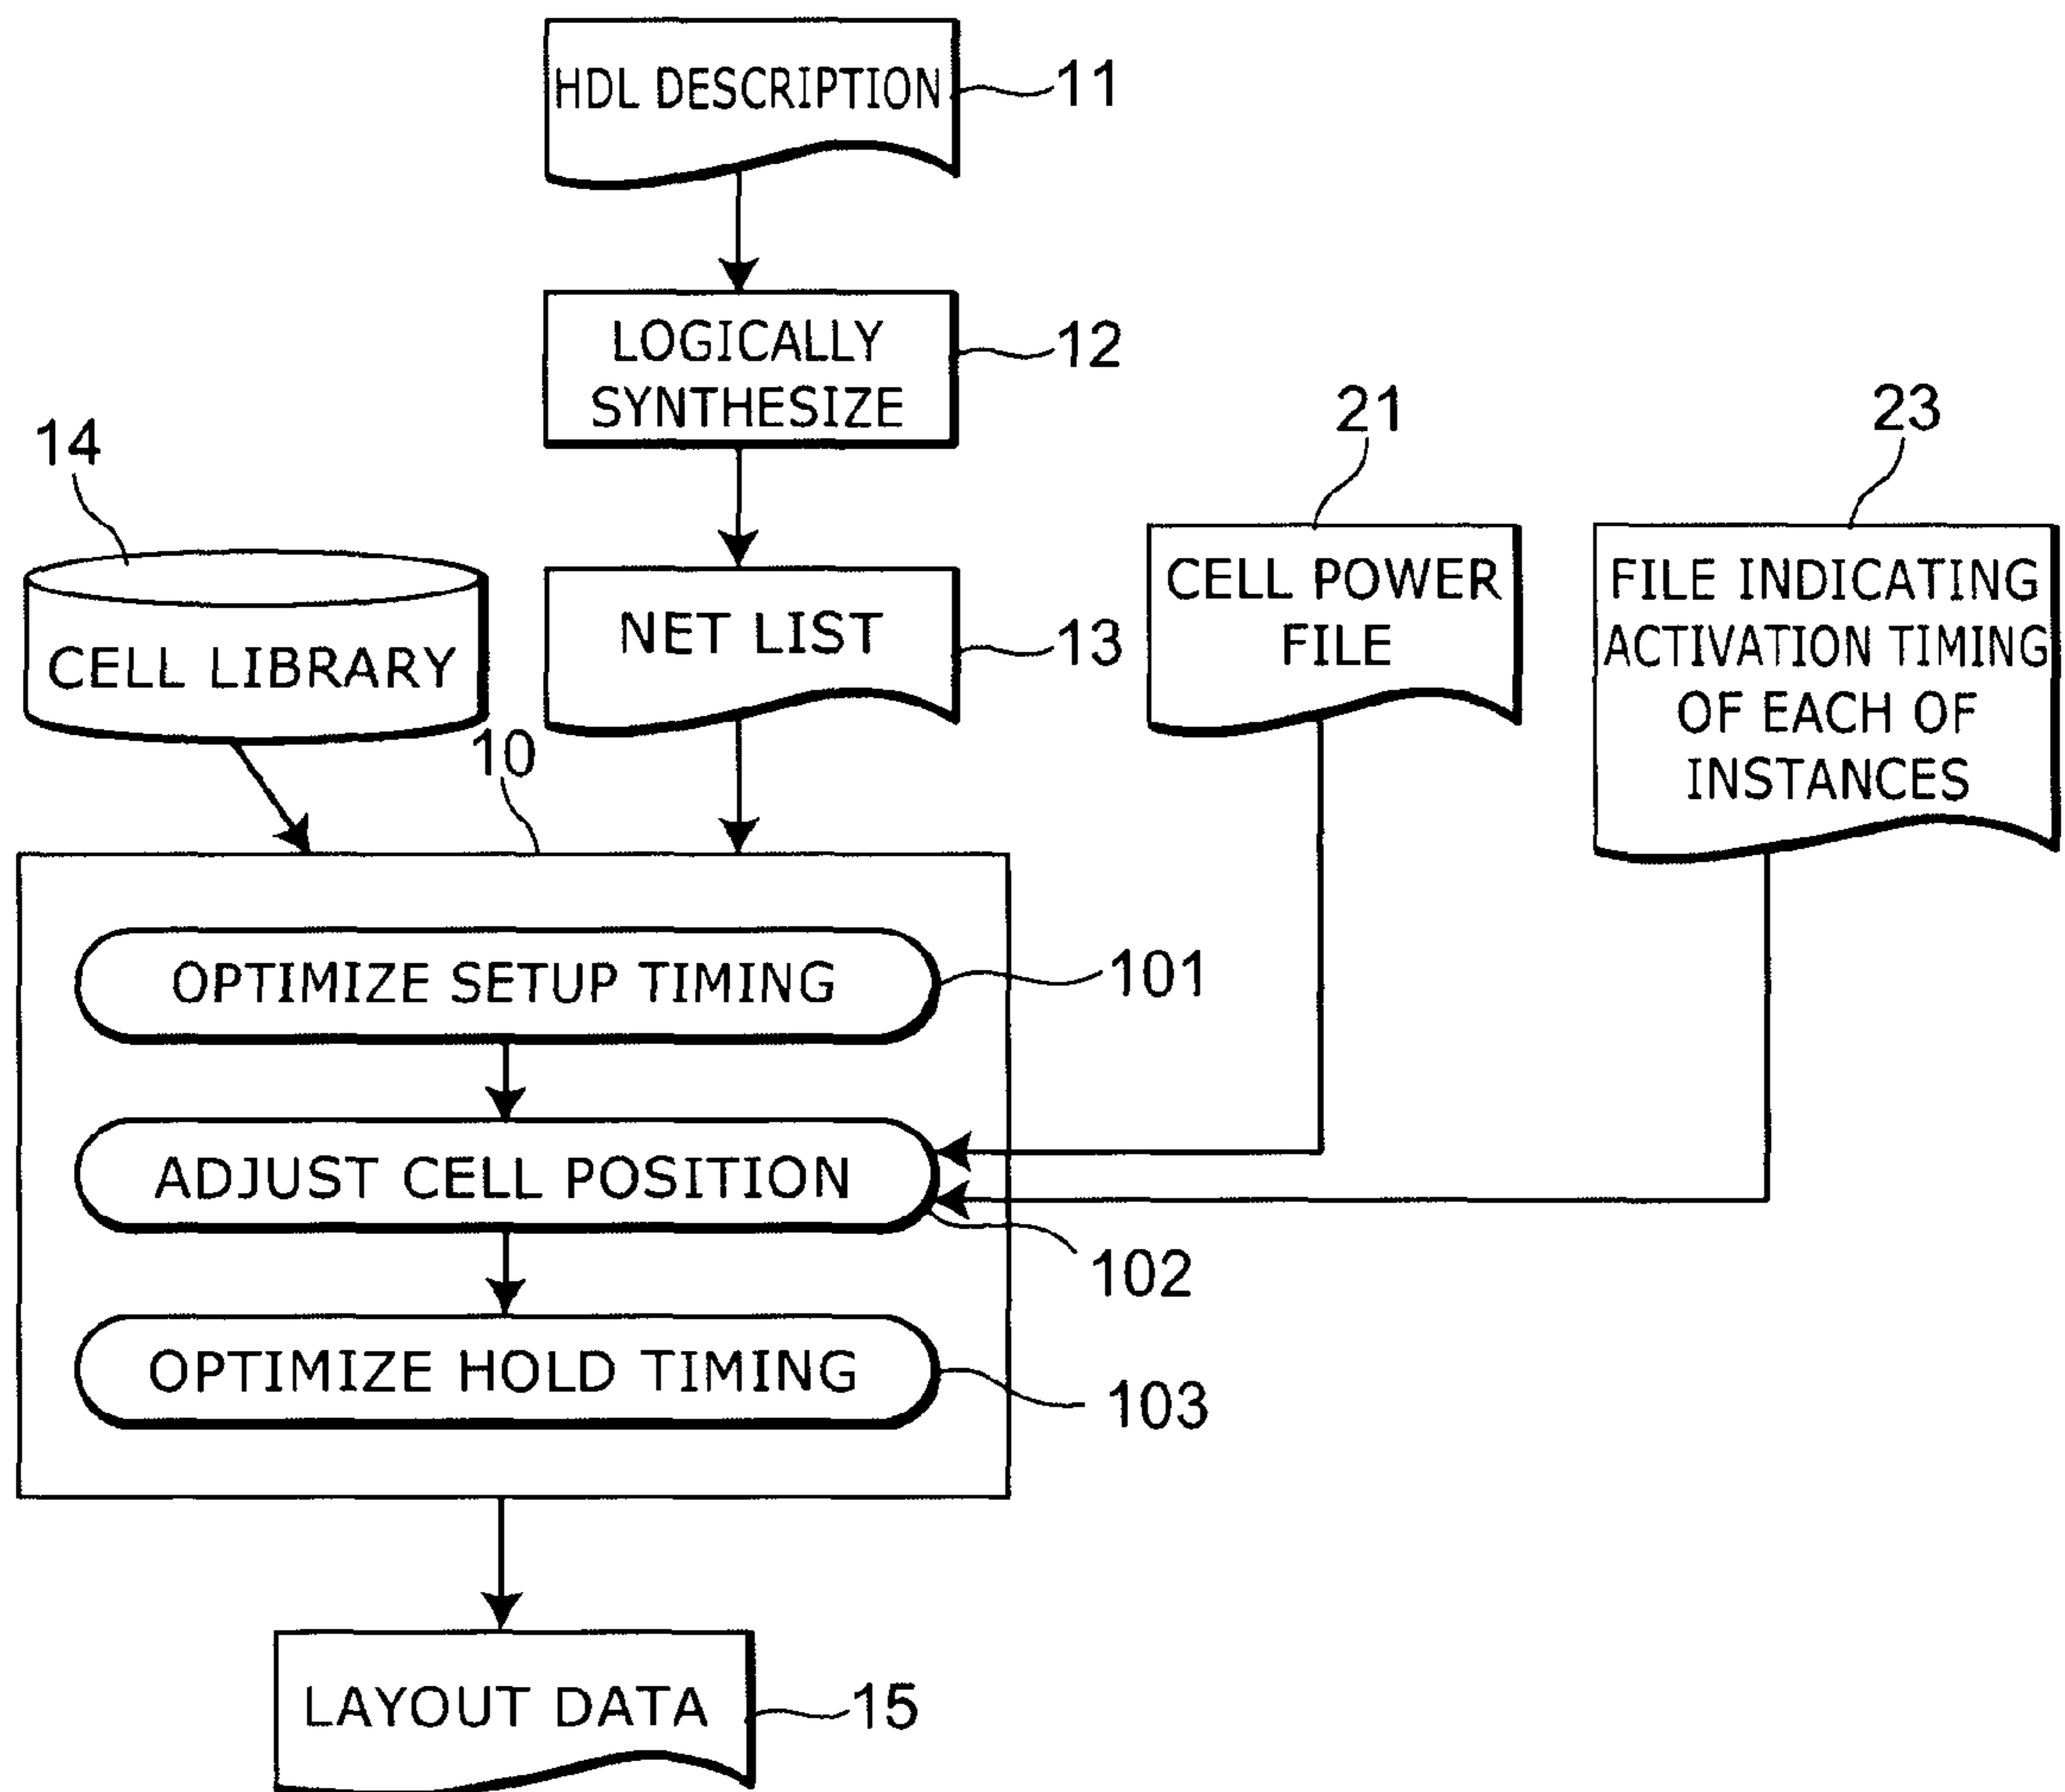 HDL DESCRIPTION
11
LOGICALLY
SYNTHESIZE
12
14
CELL LIBRARY
NET LIST
13
21
CELL POWER
FILE
23
FILE INDICATING
ACTIVATION TIMING
OF EACH OF
INSTANCES
10
OPTIMIZE SETUP TIMING
101
ADJUST CELL POSITION
102
OPTIMIZE HOLD TIMING
103
LAYOUT DATA
15